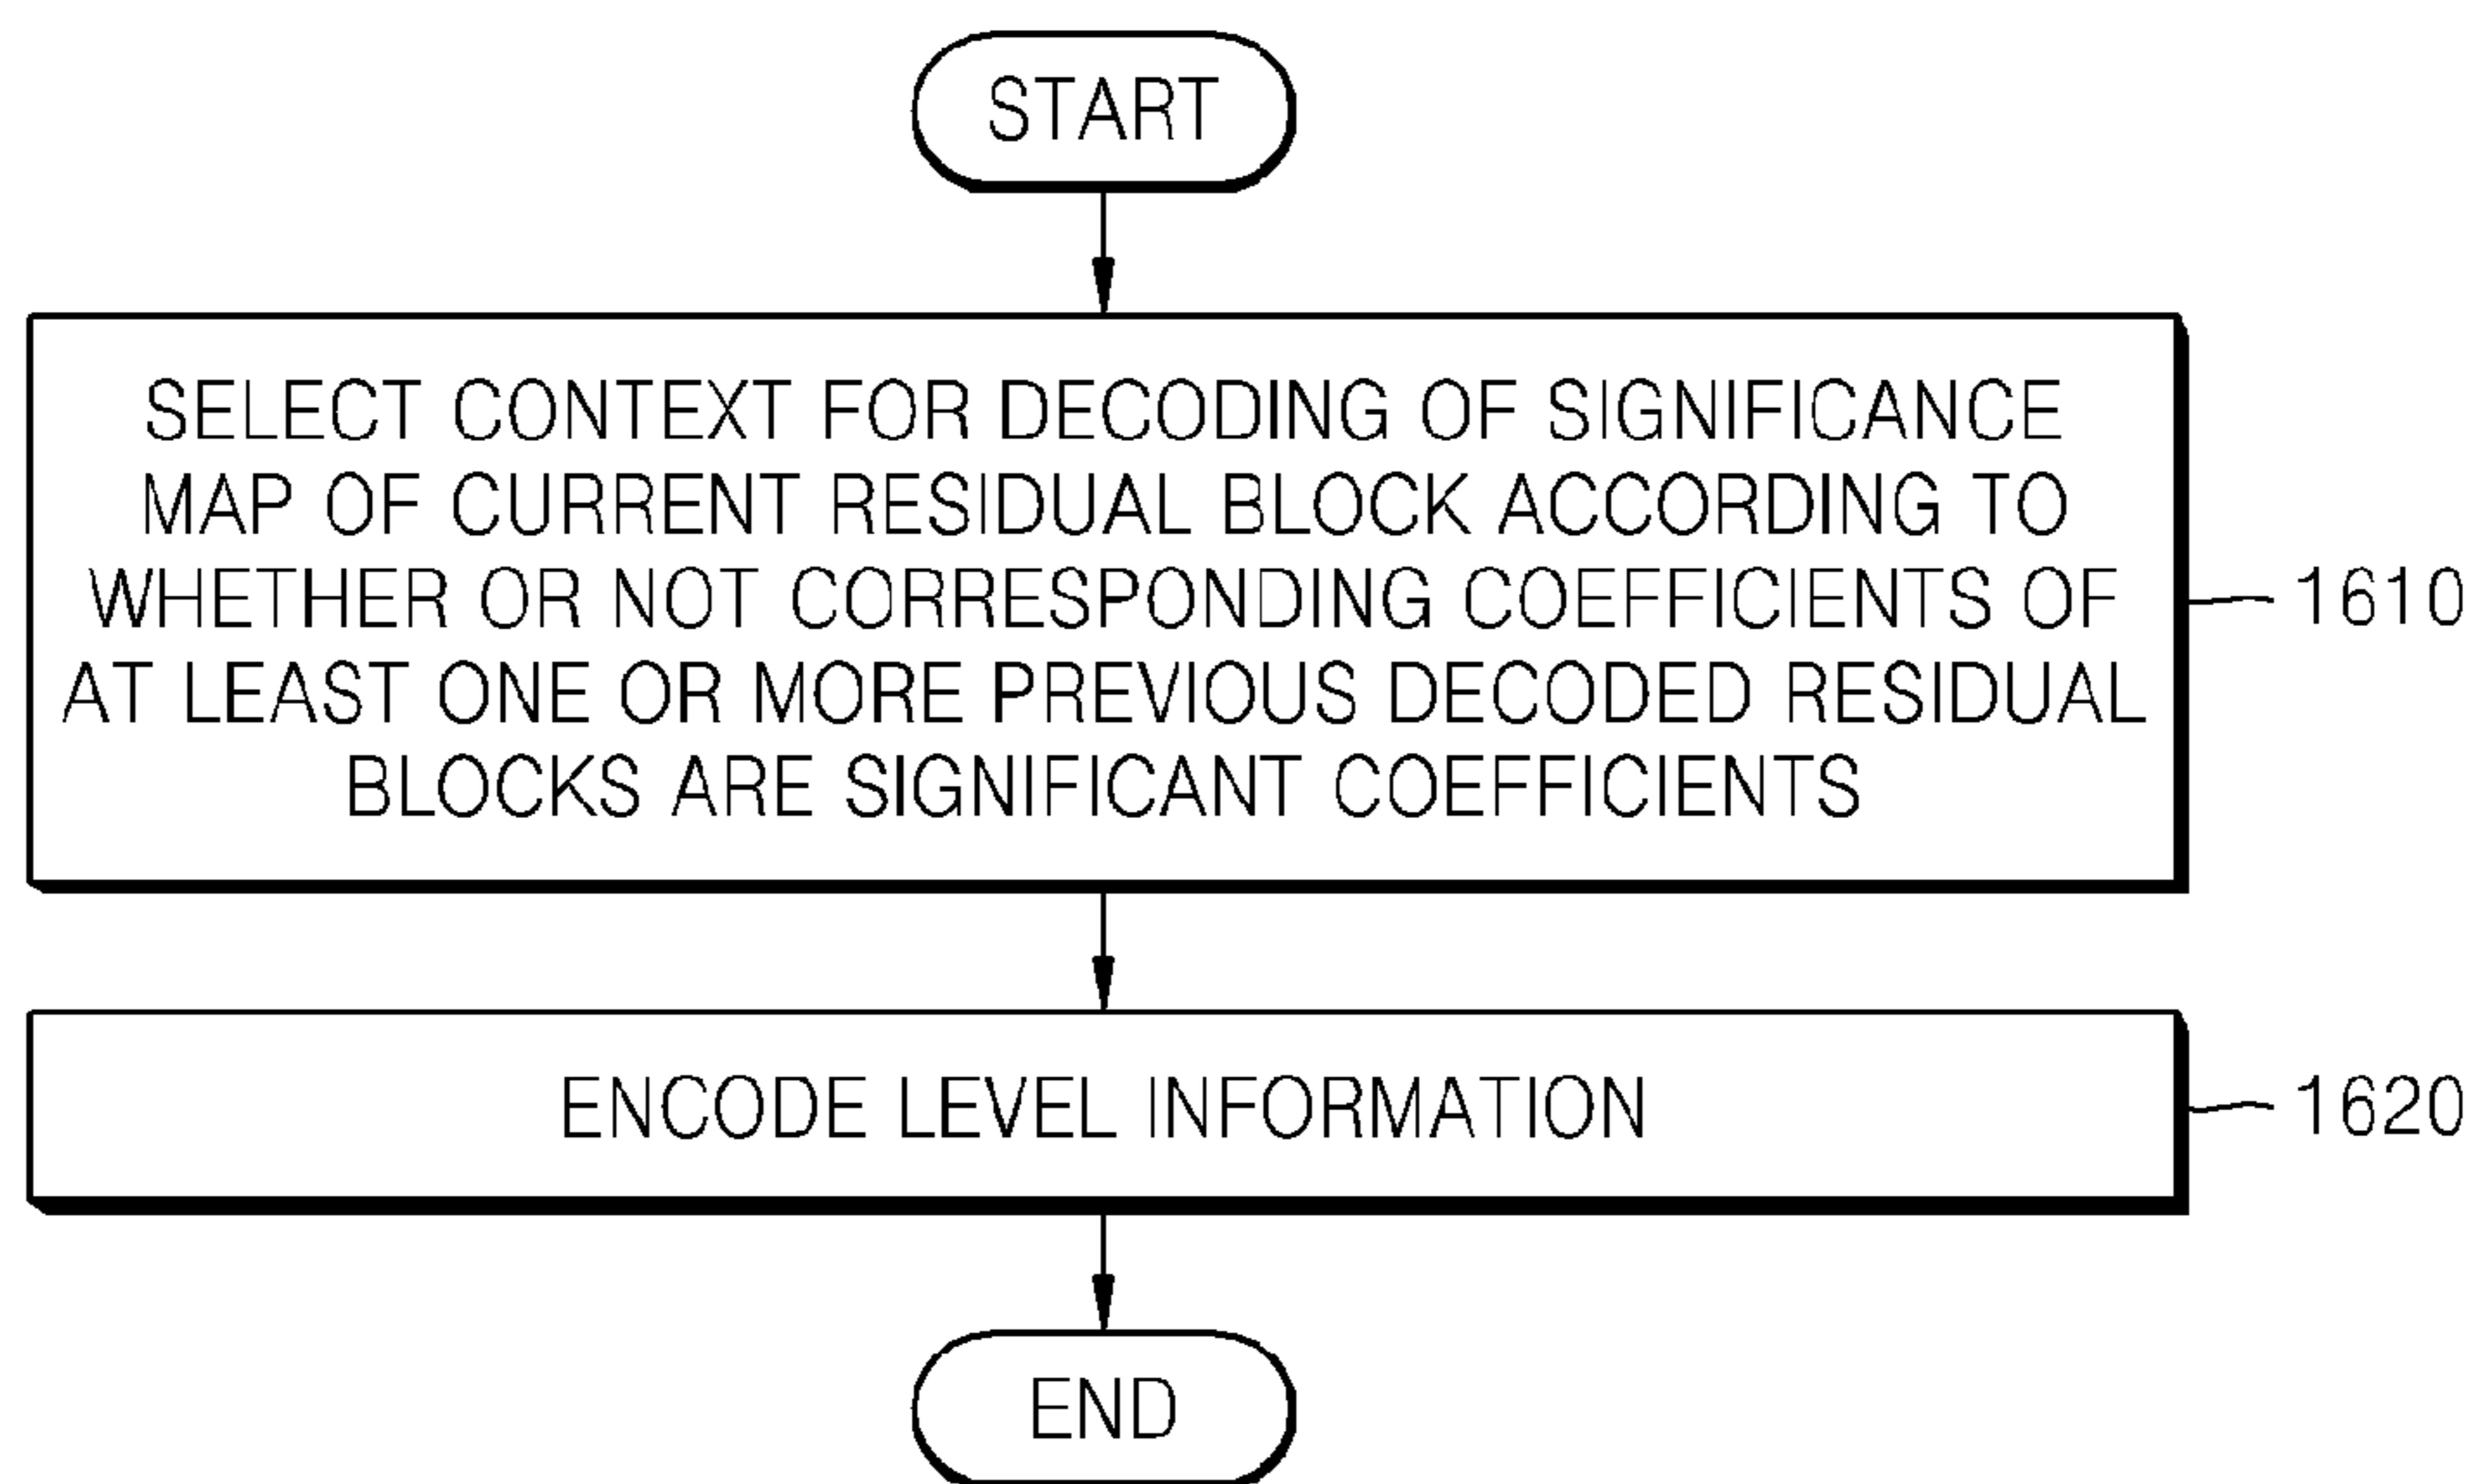 START
SELECT CONTEXT FOR DECODING OF SIGNIFICANCE
MAP OF CURRENT RESIDUAL BLOCK ACCORDING TO
WHETHER OR NOT CORRESPONDING COEFFICIENTS OF
AT LEAST ONE OR MORE PREVIOUS DECODED RESIDUAL
BLOCKS ARE SIGNIFICANT COEFFICIENTS
1610
ENCODE LEVEL INFORMATION
1620
END